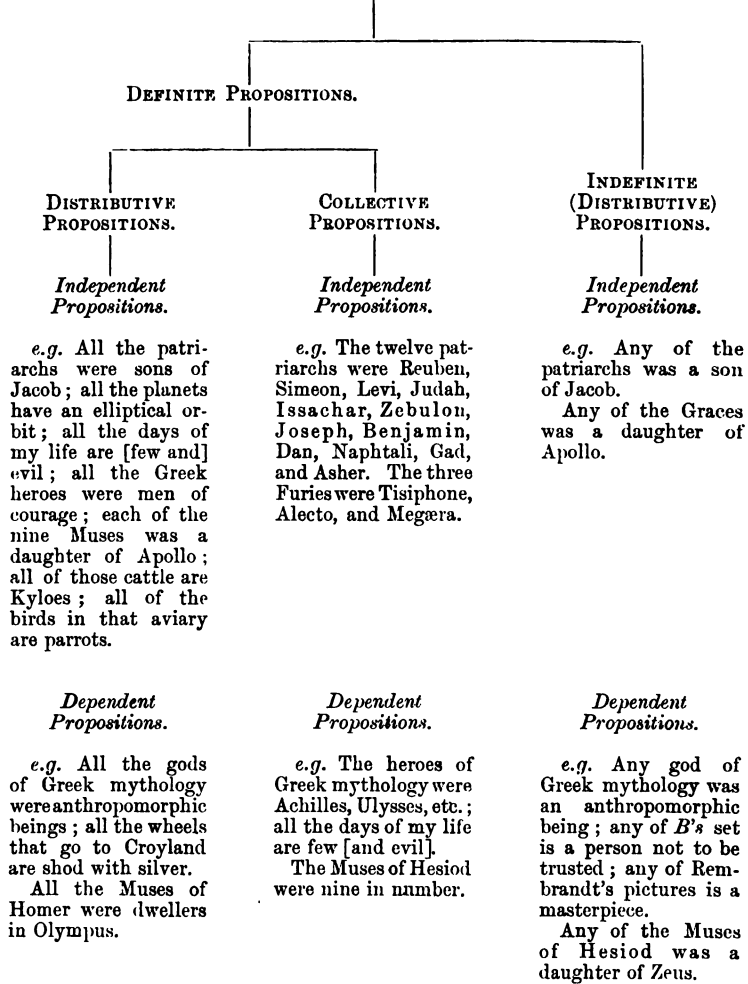 DEFINITE PROPOSITIONS.
DISTRIBUTIVE
PROPOSITIONS.
COLLECTIVE
PROPOSITIONS.
INDEFINITE
(DISTRIBUTIVE)
PROPOSITIONS.
Independent
Propositions.
e.g. All the patri-
archs were sons of
Jacob; all the planets
have an elliptical or-
bit; all the days of
my life are [few and]
evil; all the Greek
heroes were men of
courage; each of the
nine Muses was a
daughter of Apollo;
all of those cattle are
Kyloes; all of the
birds in that aviary
are parrots.
Independent
Propositions.
e.g. The twelve pat-
riarchs were Reuben,
Simeon, Levi, Judah,
Issachar, Zebulon,
Joseph, Benjamin,
Dan, Naphtali, Gad,
and Asher. The three
Furies were Tisiphone,
Alecto, and Megæra.
Independent
Propositions.
e.g. Any of the
patriarchs was a son
of Jacob.
Any of the Graces
was a daughter of
Apollo.
Dependent
Propositions.
e.g. All the gods
of Greek mythology
were anthropomorphic
beings; all the wheels
that go to Croyland
are shod with silver.
All the Muses of
Homer were dwellers
in Olympus.
Dependent
Propositions.
e.g. The heroes of
Greek mythology were
Achilles, Ulysses, etc.;
all the days of my life
are few [and evil].
The Muses of Hesiod
were nine in number.
Dependent
Propositions.
e.g. Any god of
Greek mythology was
an anthropomorphic
being; any of B's set
is a person not to be
trusted; any of Rem-
brandt's pictures is a
masterpiece.
Any of the Muses
of Hesiod was a
daughter of Zeus.